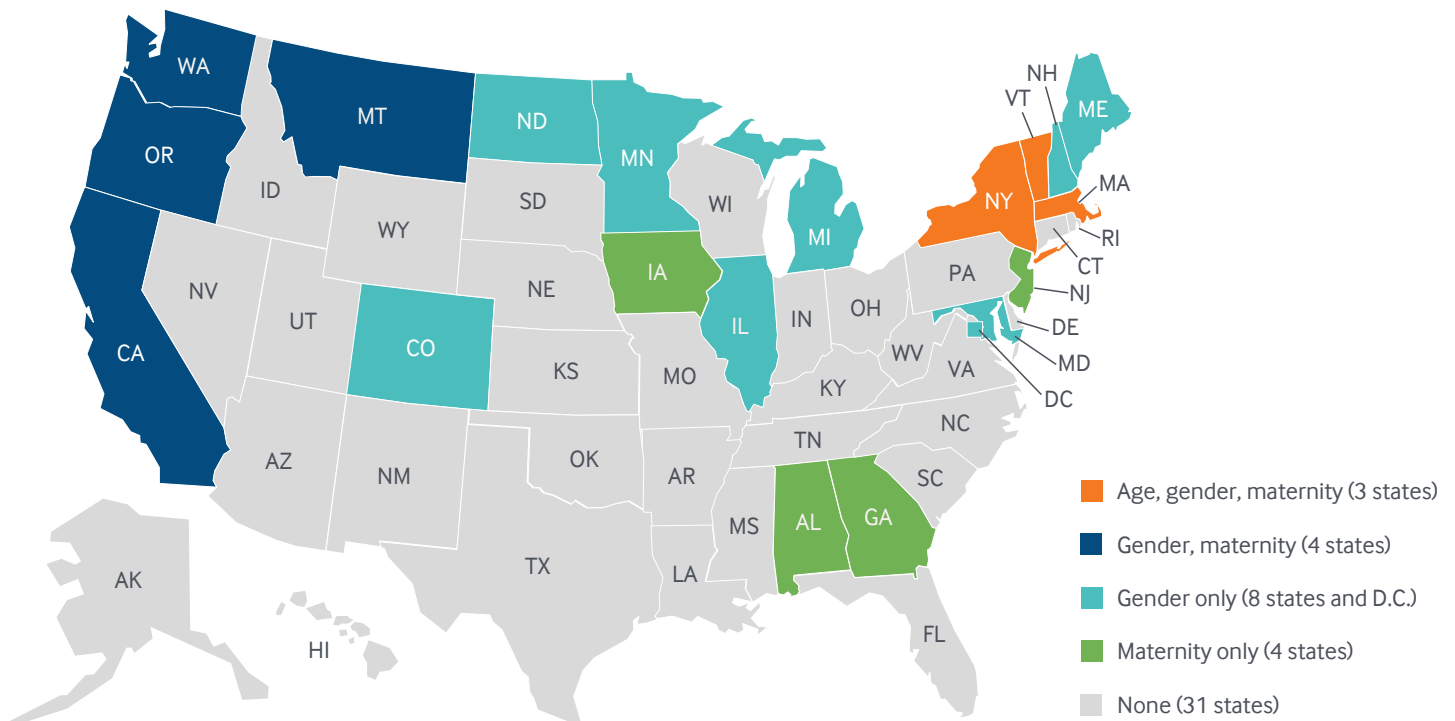 WA
MT
ND
MN
OR
ID
WY
SD
WI
MI
NH
VT
ME
NY
MA
RI
CT
NJ
PA
IA
NE
NV
UT
CO
CA
IL
IN
OH
DE
MD
DC
WV
VA
KS
MO
KY
AZ
NM
OK
AR
TN
NC
SC
MS
AL
GA
TX
LA
FL
AK
HI
Age, gender, maternity (3 states)
Gender, maternity (4 states)
Gender only (8 states and D.C.)
Maternity only (4 states)
None (31 states)